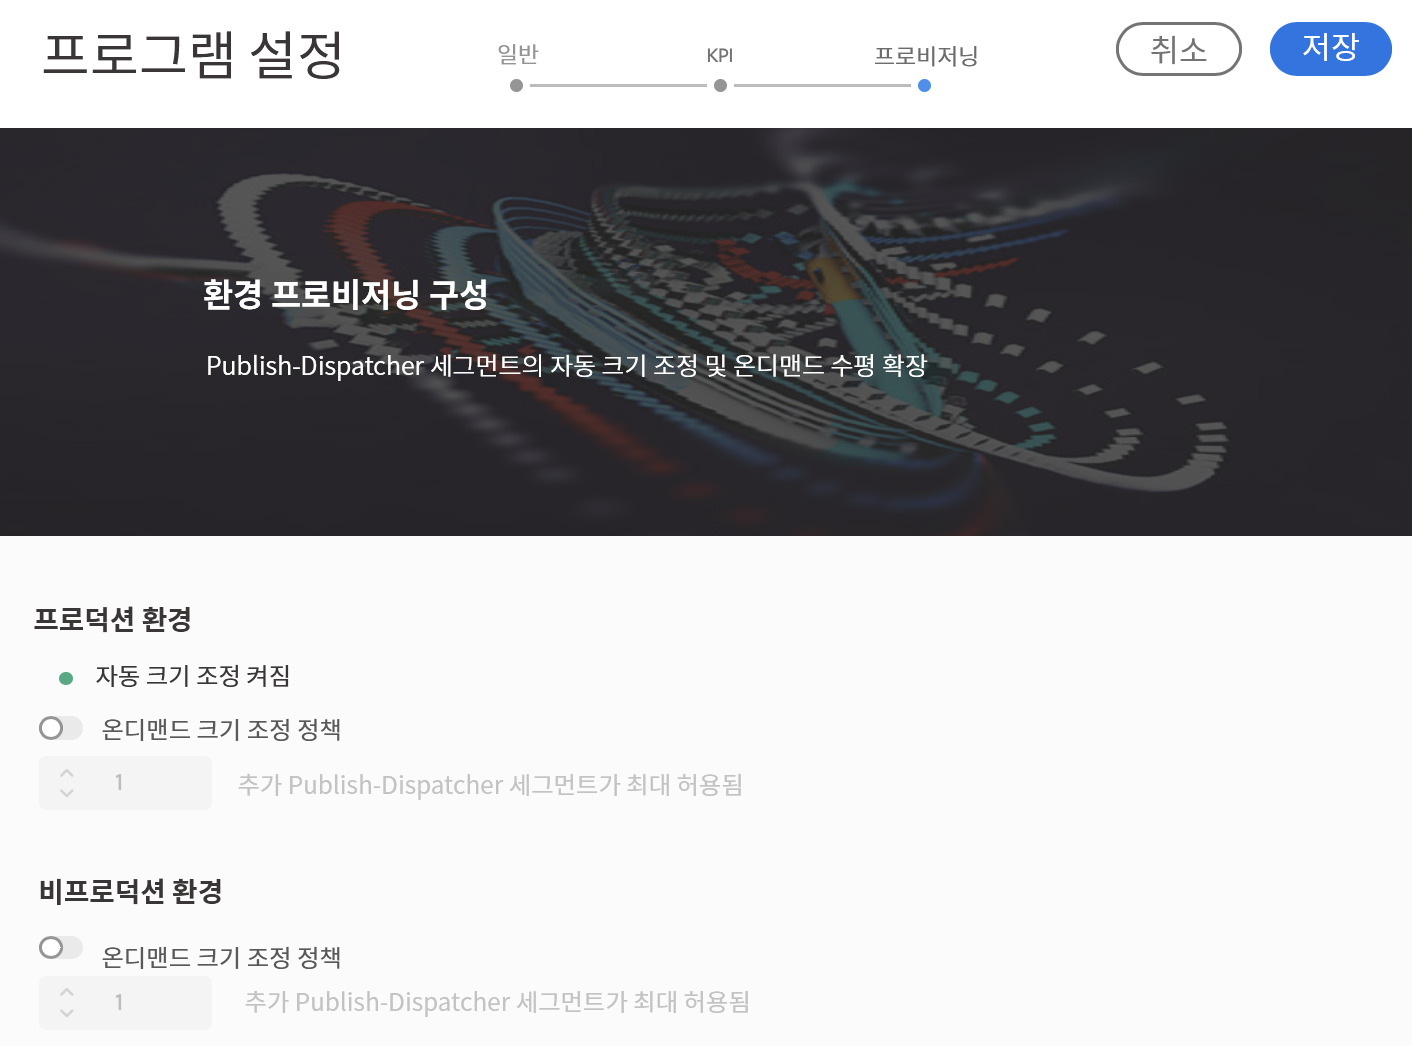 프로그램 설정
일반
KPI
프로비저닝
취소
저장
환경 프로비저닝 구성
Publish-Dispatcher 세그먼트의 자동 크기 조정 및 온디맨드 수평 확장
프로덕션 환경
자동 크기 조정 켜짐
온디맨드 크기 조정 정책
1
추가 Publish-Dispatcher 세그먼트가 최대 허용됨
비프로덕션 환경
온디맨드 크기 조정 정책
1
추가 Publish-Dispatcher 세그먼트가 최대 허용됨